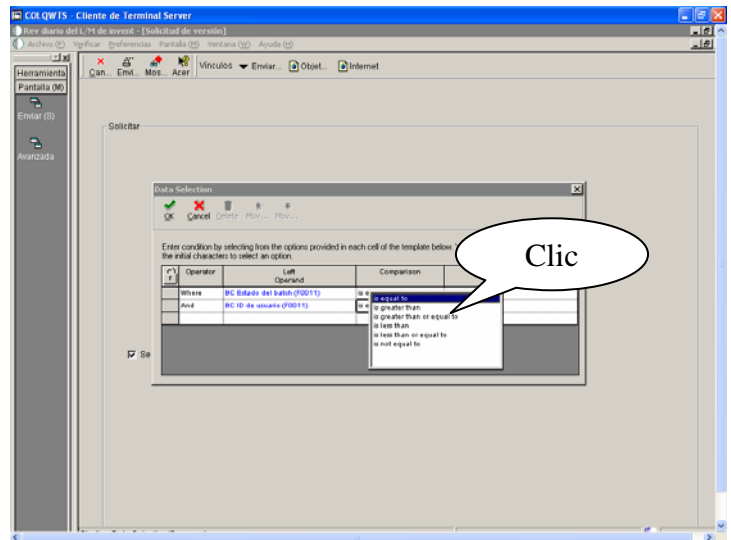 COLQWTS - Cliente de Terminal Server
Rev diario del L/M de invent - [Solicitud de versión]
Archivo (F) Verificar Preferencias Pantalla (M) Ventana (W) Ayuda (H)
Can... Envi... Mos... Acer Vínculos Enviar... Objet... Internet
Herramienta
Pantalla (M)
Enviar (S)
Avanzada
Solicitar
Data Selection
OK Cancel Delete Mov... Mov...
Enter condition by selecting from the options provided in each cell of the template below.
the initial characters to select an option.
Operator Left Operand Comparison
Where BC Estado del batch (F0011) is e
And BC ID de usuario (F0011) is e
is equal to
is greater than
is greater than or equal to
is less than
is less than or equal to
is not equal to
Clic
Se